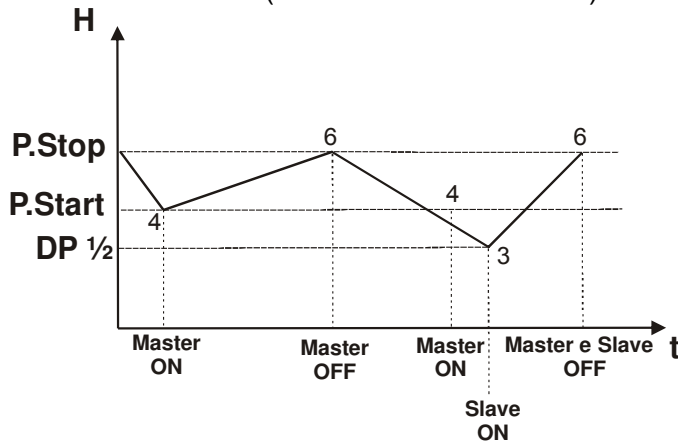 H
P.Stop
P.Start
DP ½
6
6
4
4
3
Master
ON
Master
OFF
Master
ON
Master e Slave
OFF
t
Slave
ON